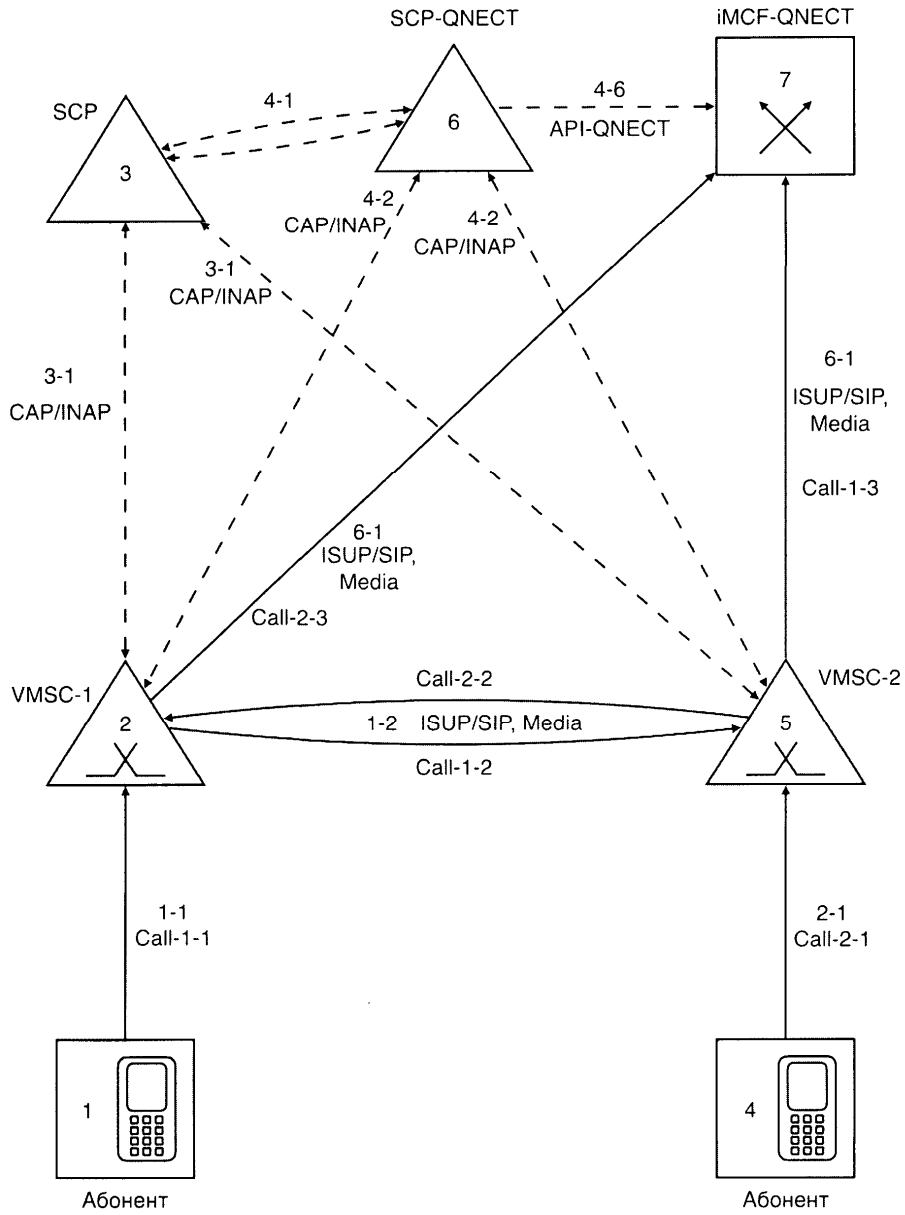 SCP-QNECT
iMCF-QNECT
SCP
4-1
6
4-6
API-QNECT
7
3
4-2
CAP/INAP
4-2
CAP/INAP
3-1
CAP/INAP
3-1
CAP/INAP
6-1
ISUP/SIP,
Media
Call-1-3
6-1
ISUP/SIP,
Media
Call-2-3
VMSC-1
Call-2-2
VMSC-2
2
1-2 ISUP/SIP, Media
5
Call-1-2
1-1
Call-1-1
2-1
Call-2-1
1
4
Абонент
Абонент